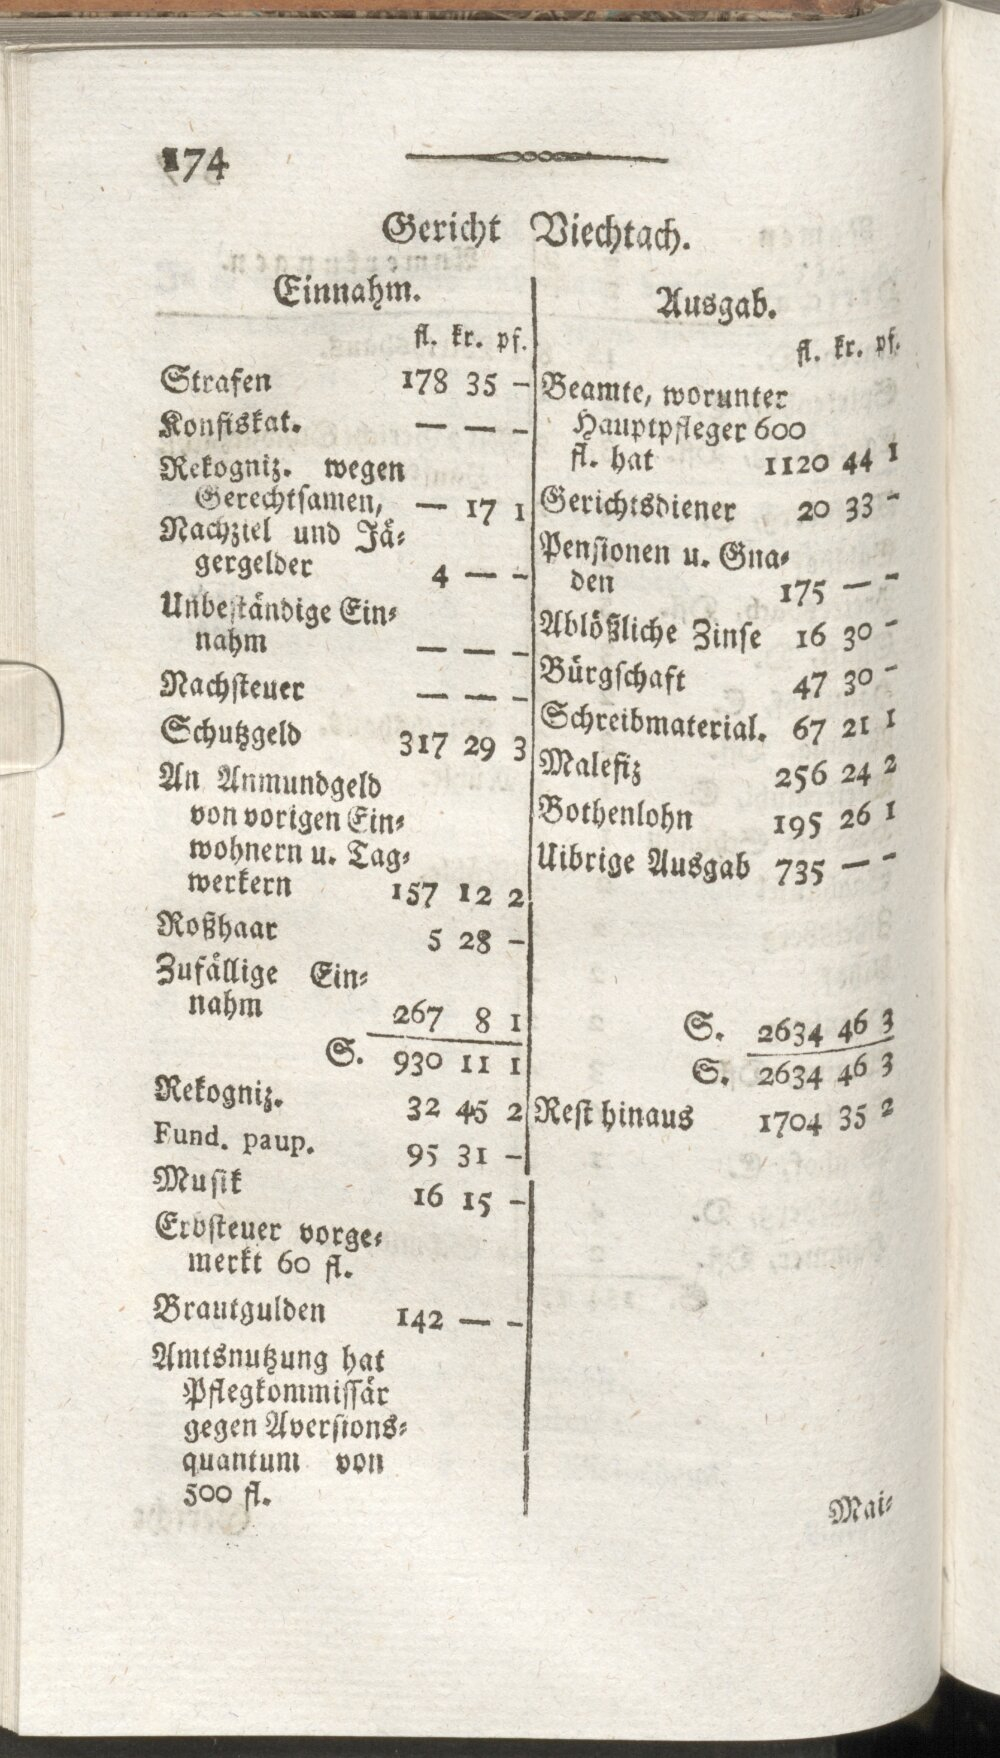 174
Gericht Viechtach.
Einnahm.
fl. kr. pf.
Strafen 178 35 –
Konfiskat. — — –
Rekogniz. wegen
Gerechtsamen, — 17 1
Nachziel und Jä⸗
gergelder 4 — –
Unbeständige Ein⸗
nahm — — –
Nachsteuer — — –
Schutzgeld 317 29 3
An Anmundgeld
von vorigen Ein⸗
wohnern u. Tag⸗
werkern 157 12 2
Roßhaar 5 28 –
Zufällige Ein⸗
nahm 267 8 1
S. 930 11 1
Rekogniz. 32 45 2
Fund. paup. 95 31 –
Musik 16 15 –
Erbsteuer vorge⸗
merkt 60 fl.
Brautgulden 142 — –
Amtsnutzung hat
Pflegkommissär
gegen Aversions⸗
quantum von
500 fl.
Ausgab.
fl. kr. pf.
Beamte, worunter
Hauptpfleger 600
fl. hat 1120 44 1
Gerichtsdiener 20 33 –
Pensionen u. Gna⸗
den 175 — –
Ablößliche Zinse 16 30 –
Bürgschaft 47 30 –
Schreibmaterial. 67 21 1
Malefiz 256 24 2
Bothenlohn 195 26 1
Uibrige Ausgab 735 — –
S. 2634 46 3
S. 2634 46 3
Rest hinaus 1704 35 2
Mai⸗